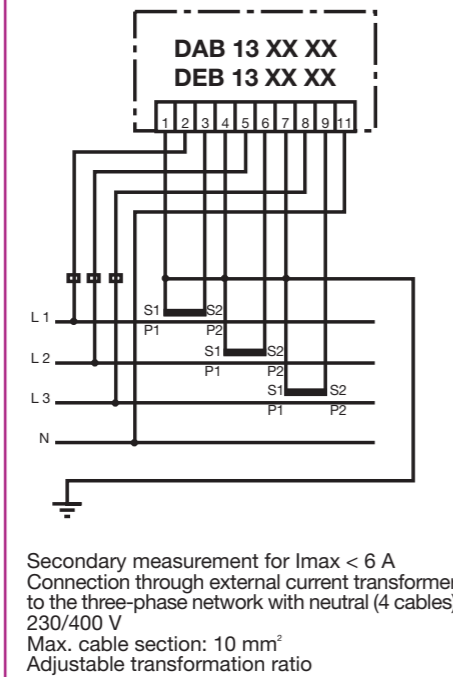 DAB 13 XX XX
DEB 13 XX XX
1 2 3 4 5 6 7 8 9 11
S1 S2
L 1
P1 P2
S1 S2
L 2
P1 P2
S1 S2
L 3
P1 P2
N
Secondary measurement for Imax < 6 A
Connection through external current transformer
to the three-phase network with neutral (4 cables)
230/400 V
Max. cable section: 10 mm²
Adjustable transformation ratio